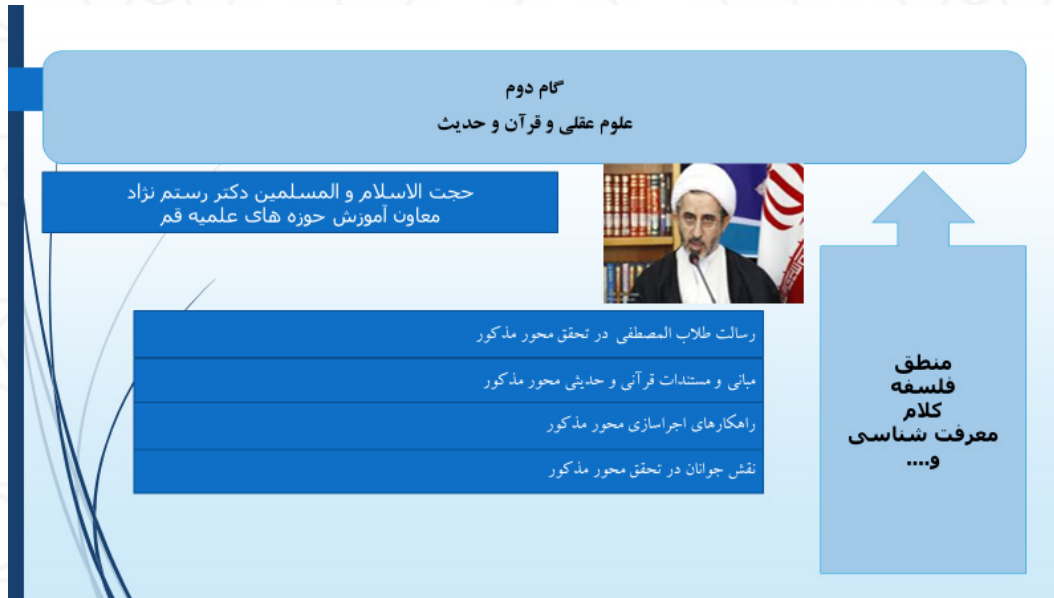 گام دوم
علوم عقلی و قرآن و حدیث
حجت الاسلام و المسلمین دکتر رستم نژاد
معاون آموزش حوزه های علمیه قم
رسالت طلاب المصطفی در تحقق محور مذکور
مبانی و مستندات قرآنی و حدیثی محور مذکور
راهکارهای اجراسازی محور مذکور
نقش جوانان در تحقق محور مذکور
منطق
فلسفه
کلام
معرفت شناسی
و....